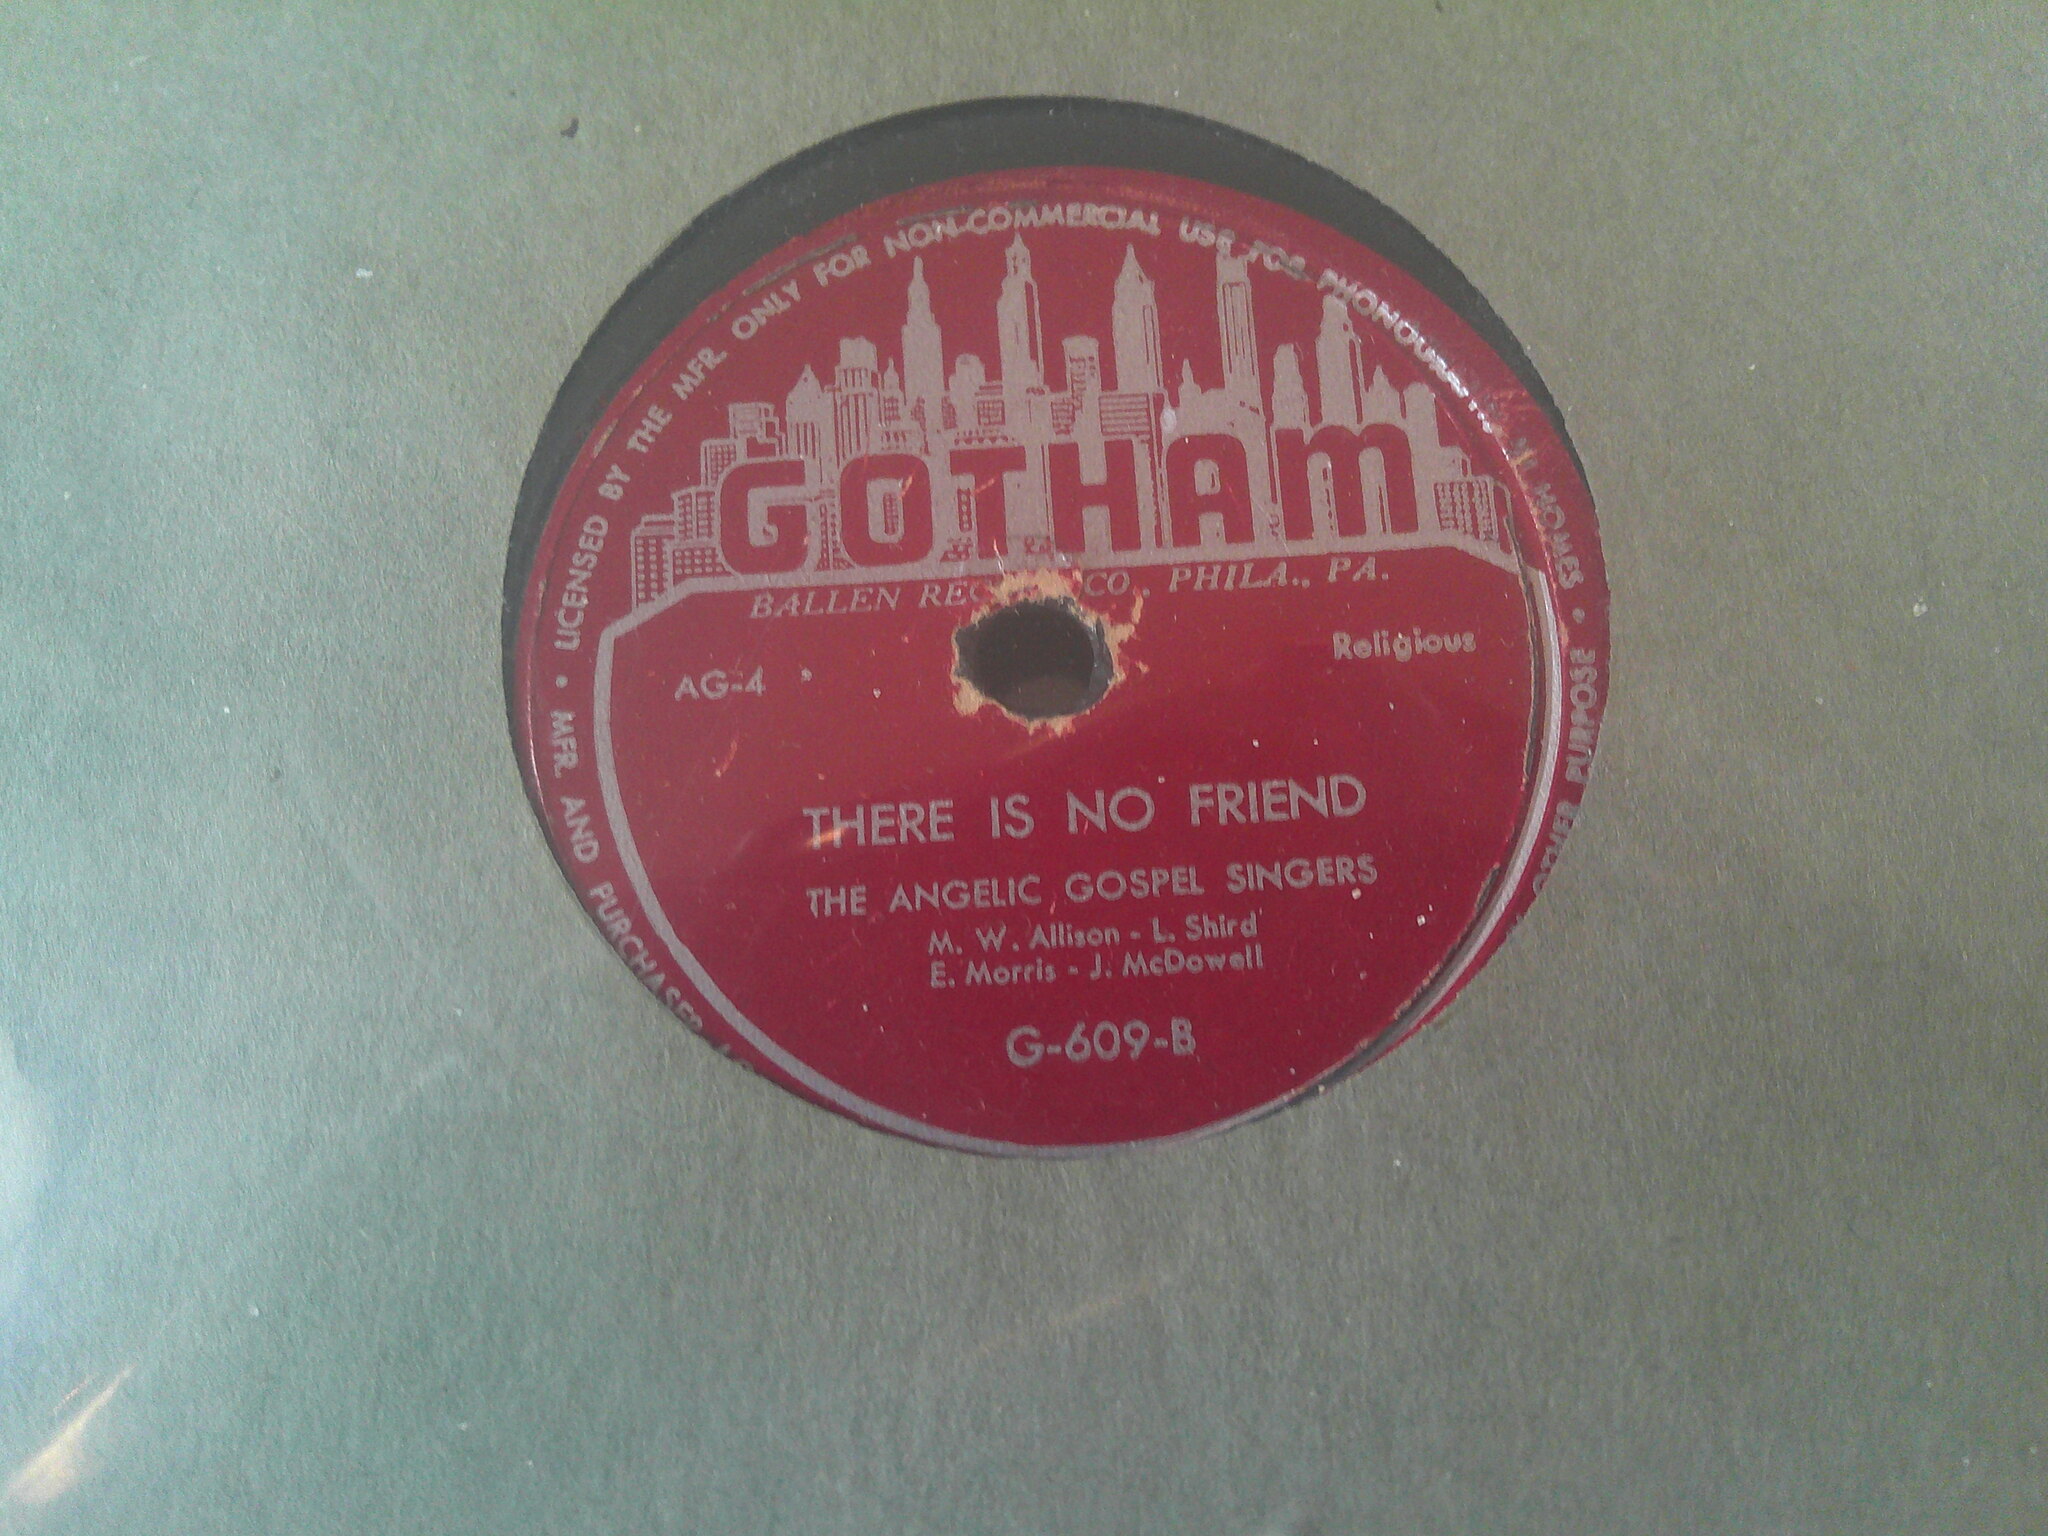 LICENSED BY THE MFR. ONLY FOR NON-COMMERCIAL USE HOMES •
GOTHAM
BALLEN CO., PHILA., PA.
AG-4
Religious
THERE IS NO FRIEND
THE ANGELIC GOSPEL SINGERS
M. W. Allison - L. Shird
E. Morris - J. McDowell
G-609-B
• MFR. AND PURCHASER
OTHER PURPOSE